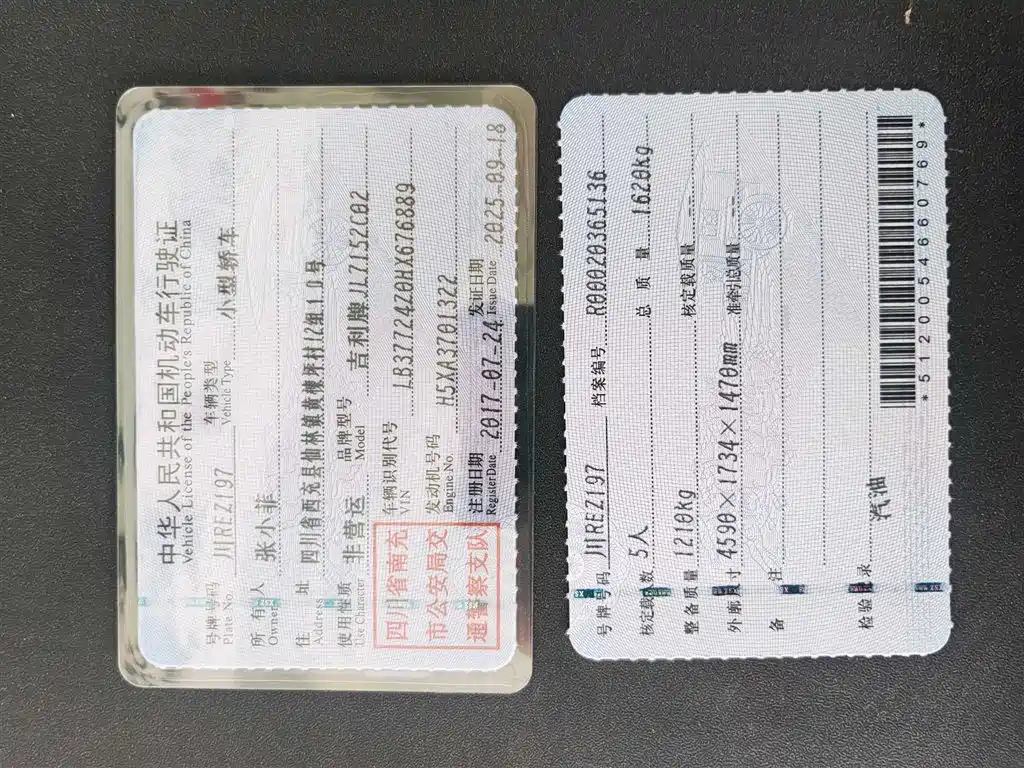 中华人民共和国机动车行驶证
Vehicle License of the People's Republic of China
号牌号码 川REZ197 车辆类型 小型轿车
Plate No. Vehicle Type
所有人 张小菲
Owner
住址 四川省西充县仙林镇黄楝坪村12组10号
Address
使用性质 非营运 品牌型号 吉利牌JL7152C02
Use Character Model
四川省南充
市公安局交
通警察支队
车辆识别代号 LB37724Z0HX676889
VIN
发动机号码 H5XA3701322
Engine No.
注册日期 2017-07-24 发证日期 2025-09-18
Register Date Issue Date
号牌号码 川REZ197 档案编号 R00020365136
核定载人数 5人 总质量 1620kg
整备质量 1210kg 核定载质量 --
外廓尺寸 4590×1734×1470mm 准牵引总质量 --
备注
检验记录 汽油
*5120054660769*